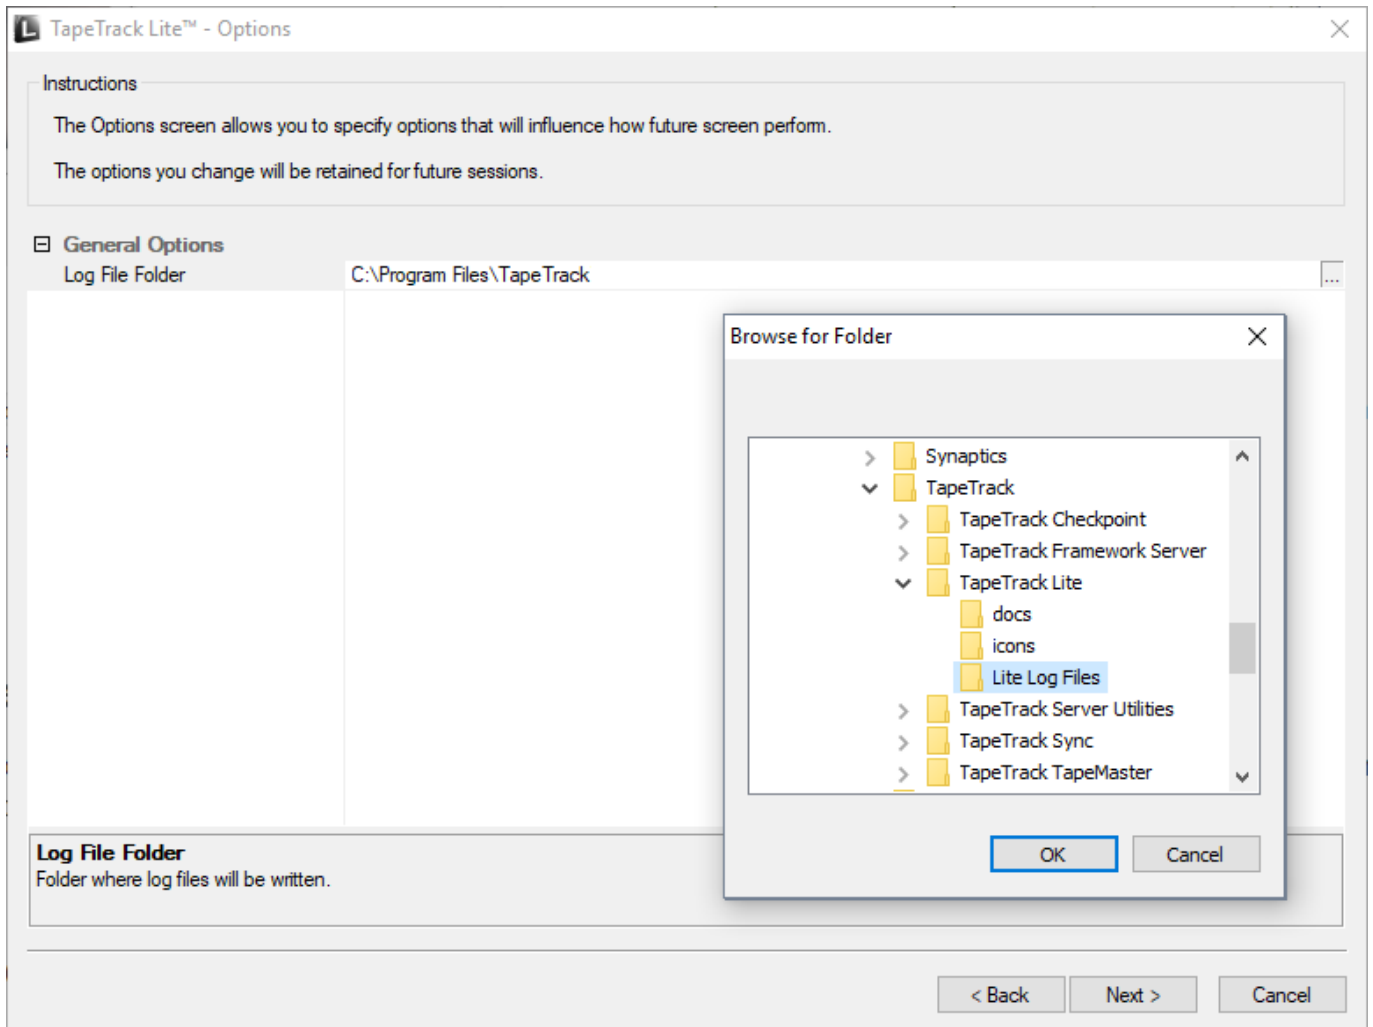 TapeTrack Lite™ - Options
Instructions
The Options screen allows you to specify options that will influence how future screen perform.
The options you change will be retained for future sessions.
General Options
Log File Folder
C:\Program Files\TapeTrack
...
Browse for Folder
Synaptics
TapeTrack
TapeTrack Checkpoint
TapeTrack Framework Server
TapeTrack Lite
docs
icons
Lite Log Files
TapeTrack Server Utilities
TapeTrack Sync
TapeTrack TapeMaster
OK
Cancel
Log File Folder
Folder where log files will be written.
< Back
Next >
Cancel